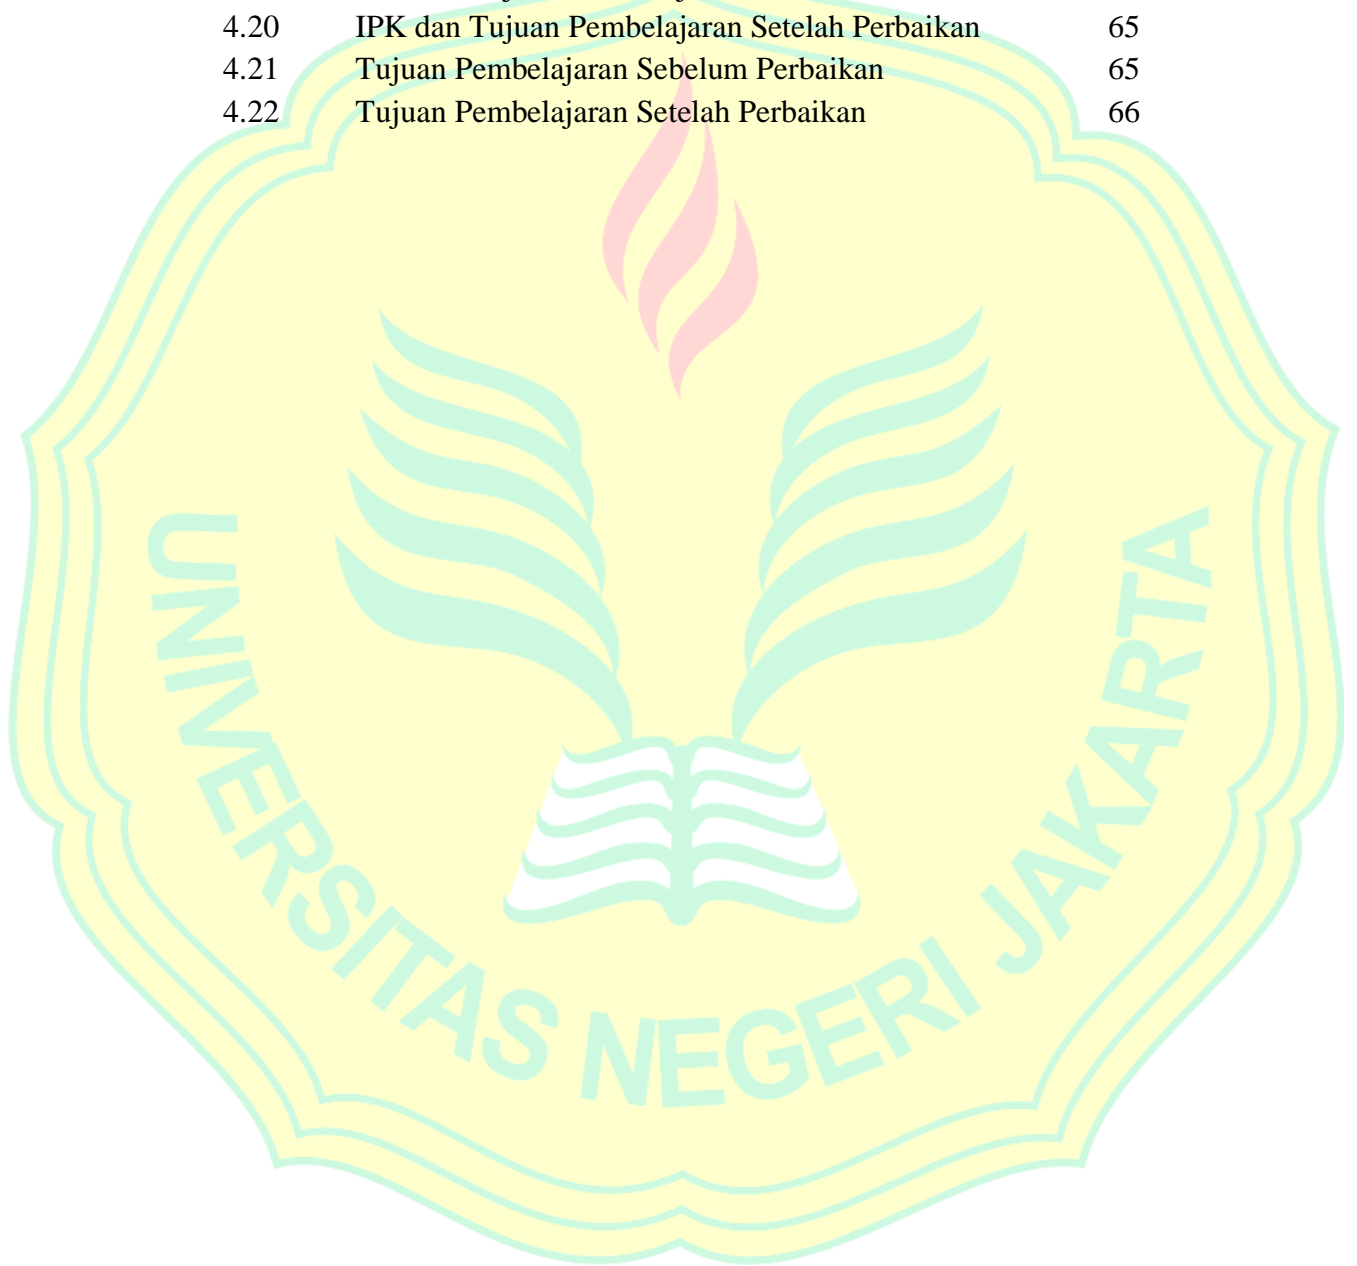 4.20 IPK dan Tujuan Pembelajaran Setelah Perbaikan 65
4.21 Tujuan Pembelajaran Sebelum Perbaikan 65
4.22 Tujuan Pembelajaran Setelah Perbaikan 66
UNIVERSITAS NEGERI JAKARTA